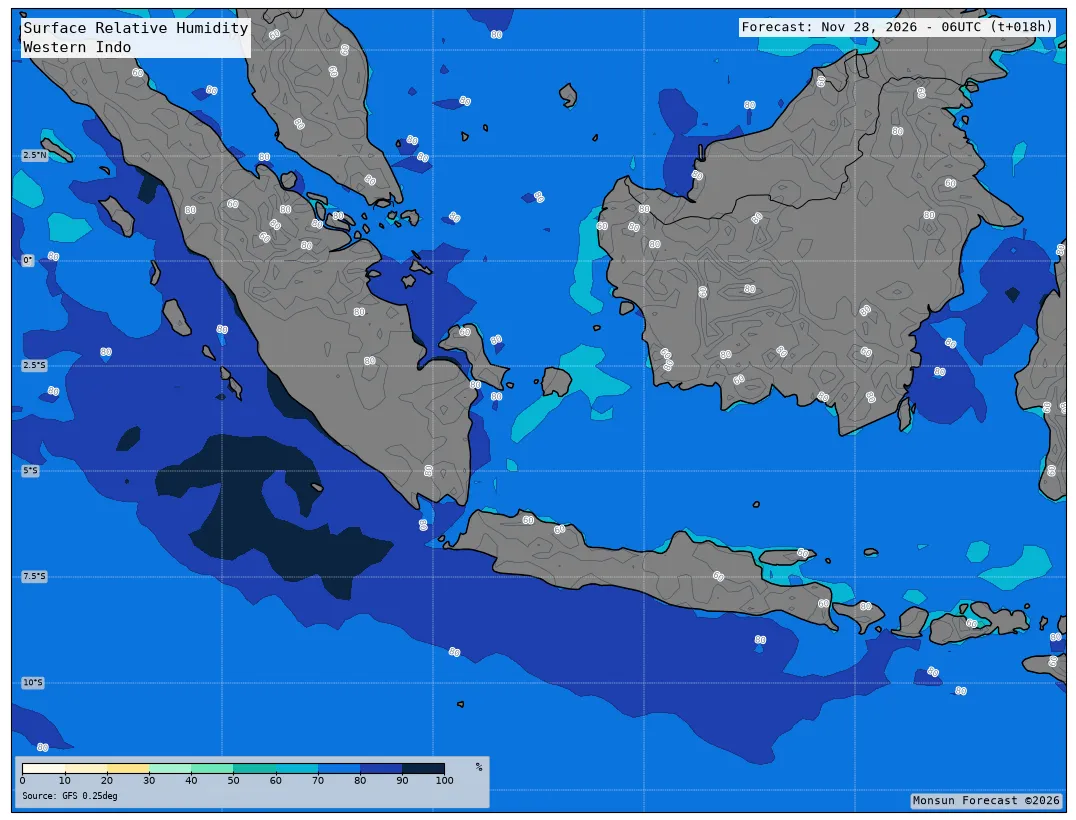 Surface Relative Humidity
Western Indo
Forecast: Nov 28, 2026 - 06UTC (t+018h)
2.5°N
0°
2.5°S
5°S
7.5°S
10°S
0 10 20 30 40 50 60 70 80 90 100 %
Source: GFS 0.25deg
Monsun Forecast ©2026